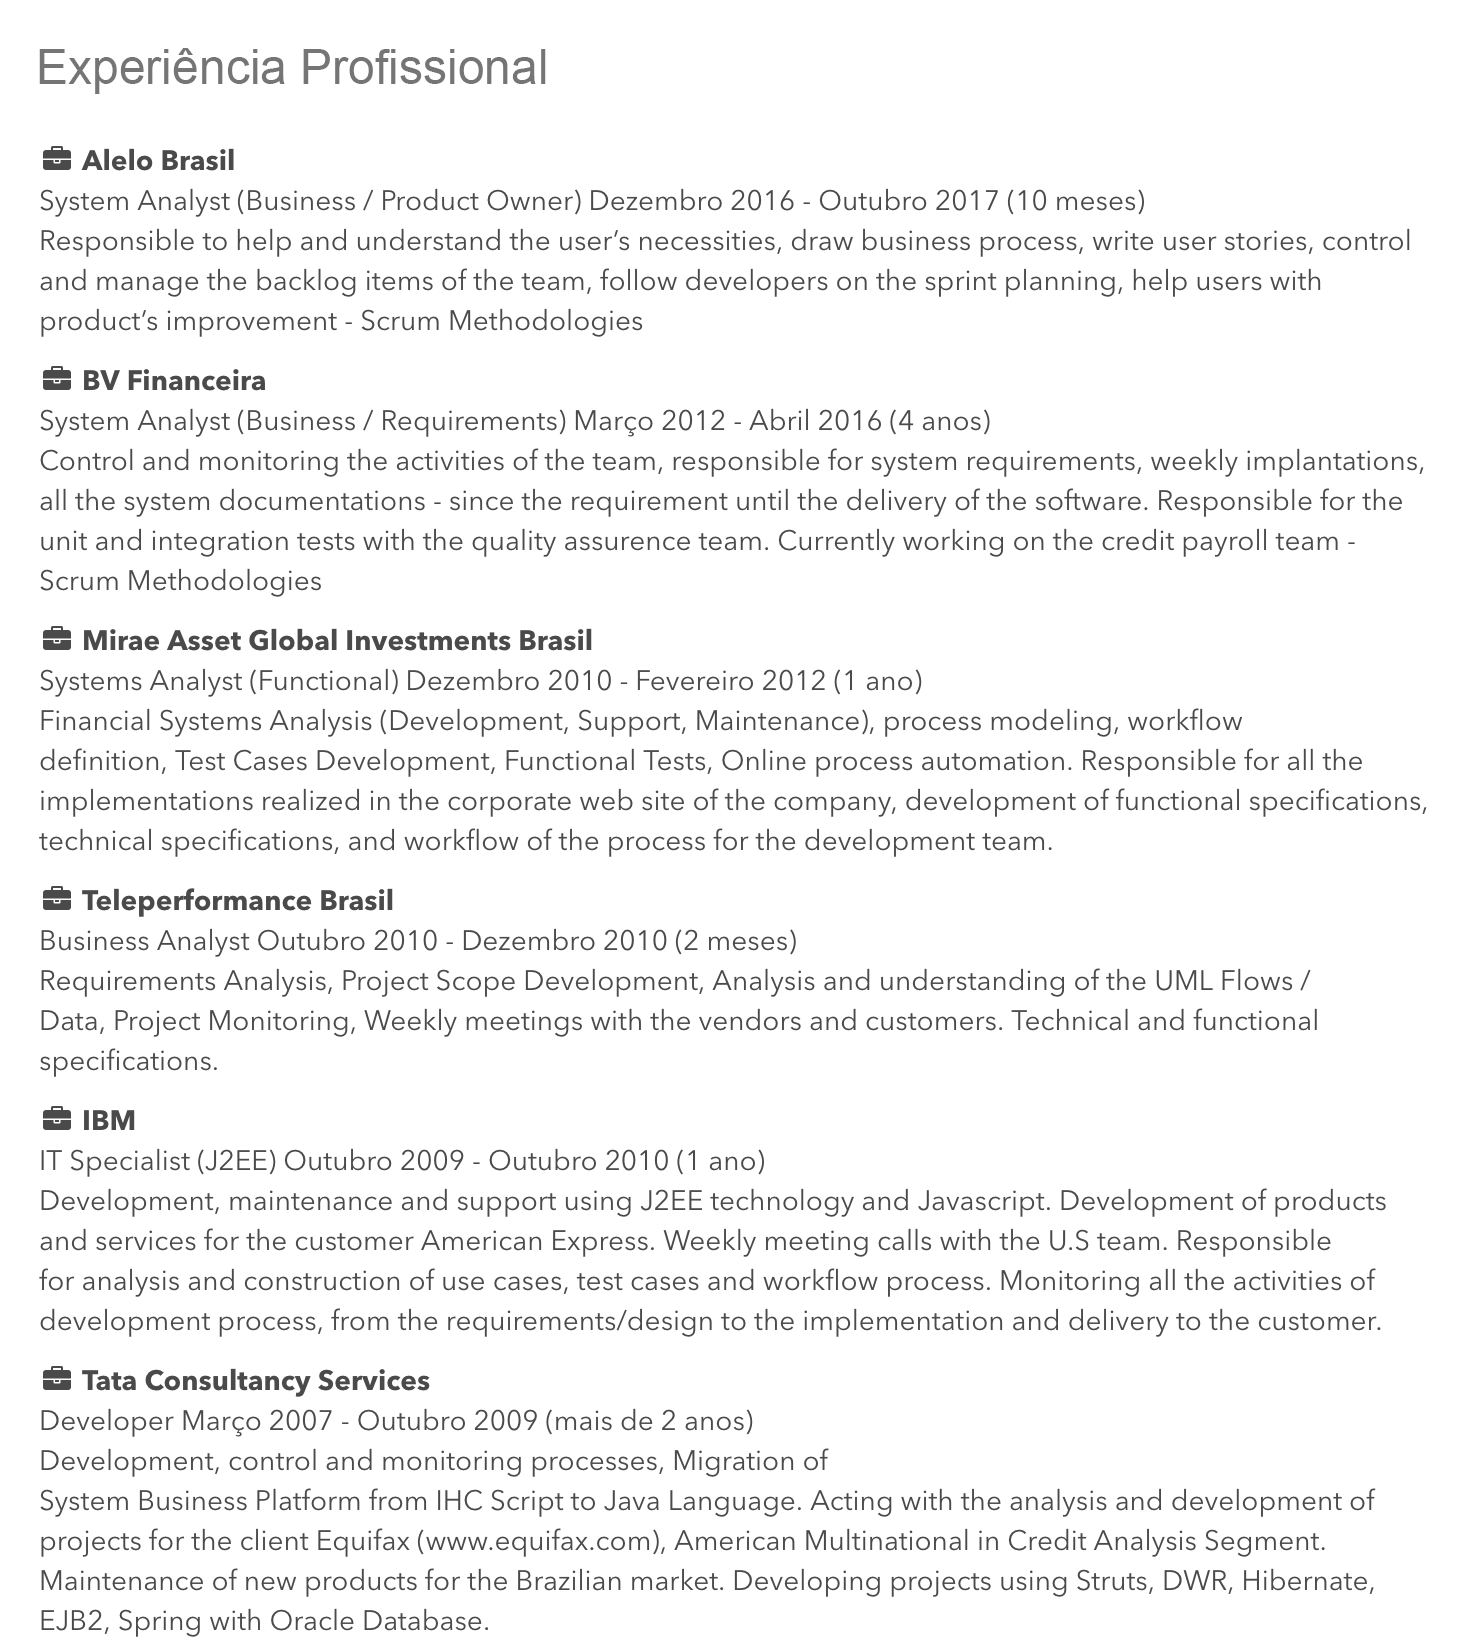 Experiência Profissional
Alelo Brasil
System Analyst (Business / Product Owner) Dezembro 2016 - Outubro 2017 (10 meses)
Responsible to help and understand the user’s necessities, draw business process, write user stories, control
and manage the backlog items of the team, follow developers on the sprint planning, help users with
product’s improvement - Scrum Methodologies
BV Financeira
System Analyst (Business / Requirements) Março 2012 - Abril 2016 (4 anos)
Control and monitoring the activities of the team, responsible for system requirements, weekly implantations,
all the system documentations - since the requirement until the delivery of the software. Responsible for the
unit and integration tests with the quality assurence team. Currently working on the credit payroll team -
Scrum Methodologies
Mirae Asset Global Investments Brasil
Systems Analyst (Functional) Dezembro 2010 - Fevereiro 2012 (1 ano)
Financial Systems Analysis (Development, Support, Maintenance), process modeling, workflow
definition, Test Cases Development, Functional Tests, Online process automation. Responsible for all the
implementations realized in the corporate web site of the company, development of functional specifications,
technical specifications, and workflow of the process for the development team.
Teleperformance Brasil
Business Analyst Outubro 2010 - Dezembro 2010 (2 meses)
Requirements Analysis, Project Scope Development, Analysis and understanding of the UML Flows /
Data, Project Monitoring, Weekly meetings with the vendors and customers. Technical and functional
specifications.
IBM
IT Specialist (J2EE) Outubro 2009 - Outubro 2010 (1 ano)
Development, maintenance and support using J2EE technology and Javascript. Development of products
and services for the customer American Express. Weekly meeting calls with the U.S team. Responsible
for analysis and construction of use cases, test cases and workflow process. Monitoring all the activities of
development process, from the requirements/design to the implementation and delivery to the customer.
Tata Consultancy Services
Developer Março 2007 - Outubro 2009 (mais de 2 anos)
Development, control and monitoring processes, Migration of
System Business Platform from IHC Script to Java Language. Acting with the analysis and development of
projects for the client Equifax (www.equifax.com), American Multinational in Credit Analysis Segment.
Maintenance of new products for the Brazilian market. Developing projects using Struts, DWR, Hibernate,
EJB2, Spring with Oracle Database.